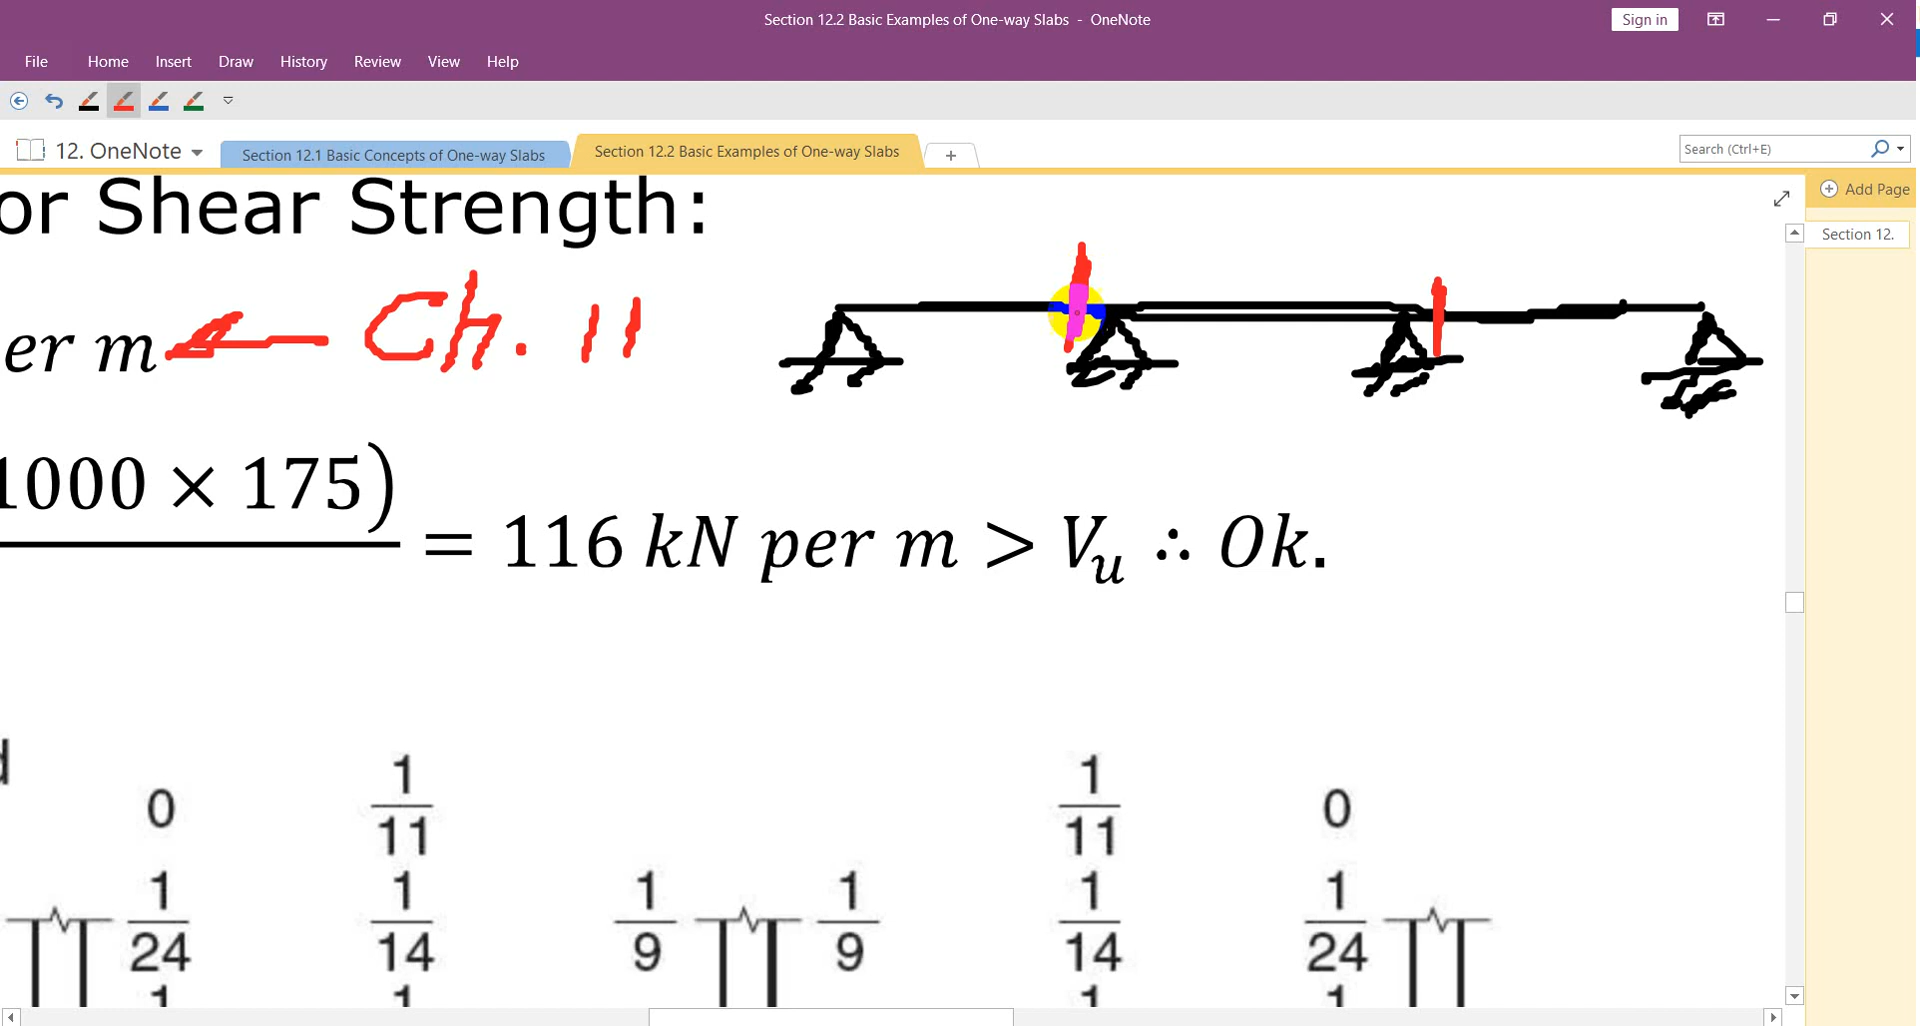 Section 12.2 Basic Examples of One-way Slabs - OneNote
Sign in
File Home Insert Draw History Review View Help
12. OneNote
Section 12.1 Basic Concepts of One-way Slabs
Section 12.2 Basic Examples of One-way Slabs
Search (Ctrl+E)
Add Page
Section 12.
or Shear Strength:
er m ← Ch. 11
1000 × 175)
= 116 kN per m > Vu ∴ Ok.
d
0 1/11 1/11 0
1/24 1/14 1/9 1/9 1/14 1/24
1 1 1 1